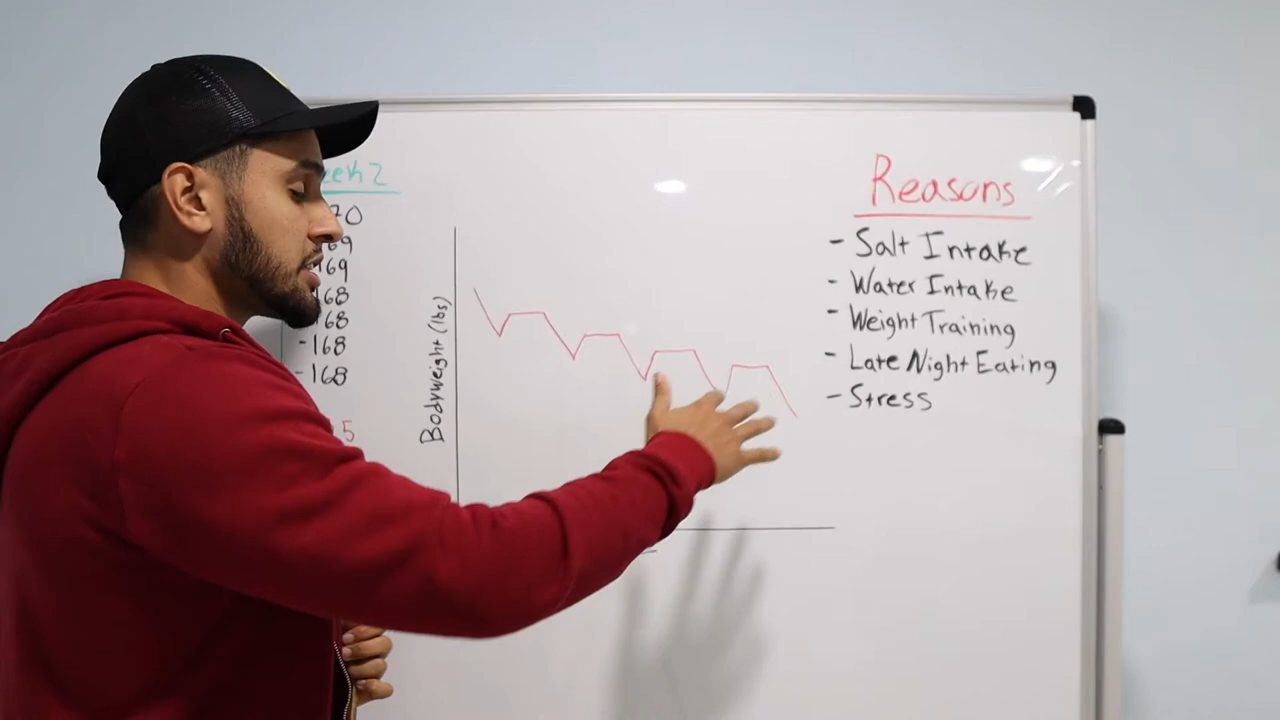 eek 2
70
69
169
168
168
-168
-168
5
Bodyweight (lbs)
Reasons
- Salt Intake
- Water Intake
- Weight Training
- Late Night Eating
- Stress